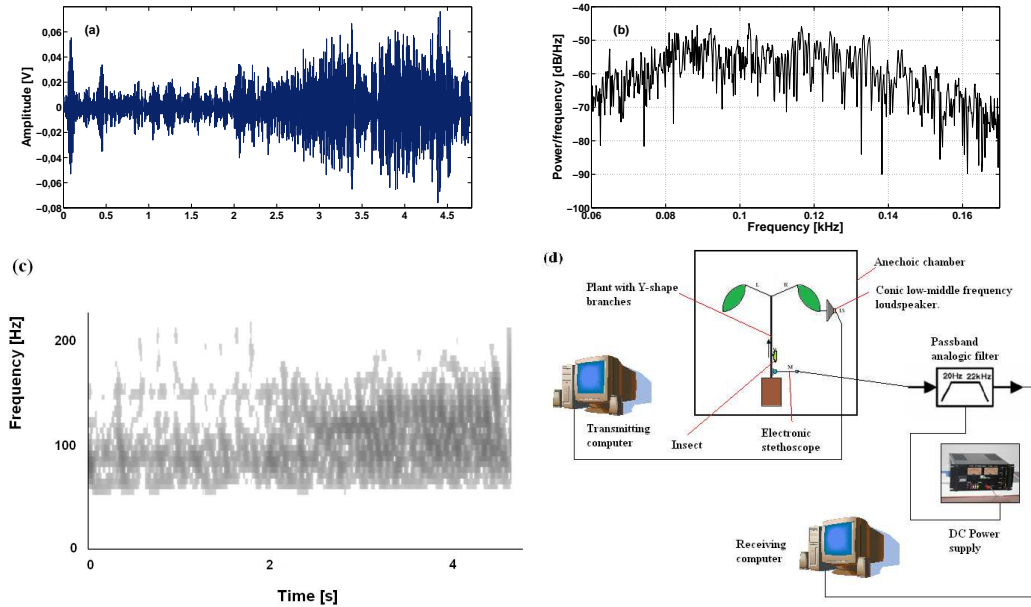 (a)
Amplitude [V]
0,06
0.04
0.02
0
−0.02
−0.04
−0.06
−0,08
0 0.5 1 1.5 2 2.5 3 3.5 4 4.5
(b)
Power/frequency [dB/Hz]
−40
−50
−60
−70
−80
−90
−100
0.06 0.08 0.1 0.12 0.14 0.16
Frequency [kHz]
(c)
Frequency [Hz]
200
100
0
0 2 4
Time [s]
(d)
Anechoic chamber
Conic low-middle frequency
loudspeaker.
Plant with Y-shape
branches
L R
LS
M
Passband
analogic filter
20Hz 22kHz
Transmitting
computer
Insect
Electronic
stethoscope
DC Power
supply
Receiving
computer